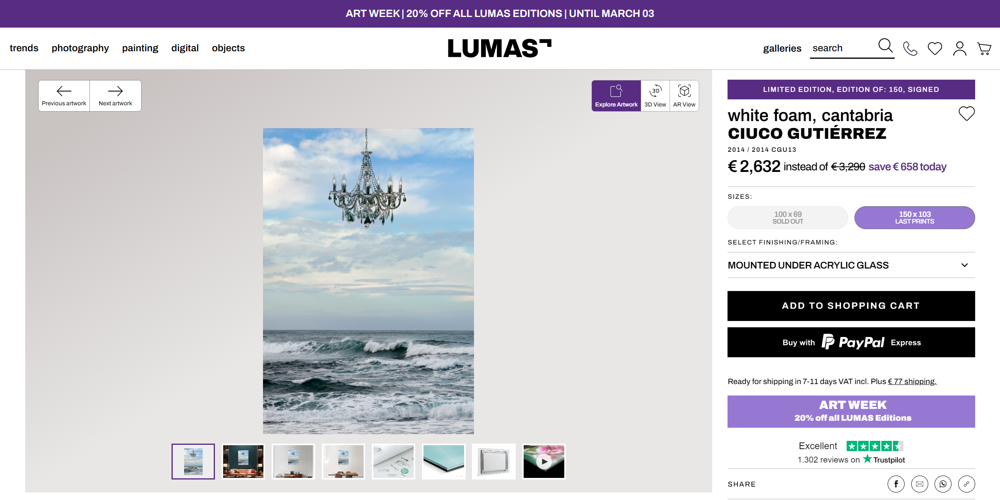 ART WEEK | 20% OFF ALL LUMAS EDITIONS | UNTIL MARCH 03
trends photography painting digital objects
LUMAS
galleries search
Previous artwork Next artwork
Explore Artwork 3D 3D View AR View
LIMITED EDITION, EDITION OF: 150, SIGNED
white foam, cantabria
CIUCO GUTIÉRREZ
2014 / 2014 CGU13
€ 2,632 instead of € 3,290 save € 658 today
SIZES:
100 x 69
SOLD OUT
150 x 103
LAST PRINTS
SELECT FINISHING/FRAMING:
MOUNTED UNDER ACRYLIC GLASS
ADD TO SHOPPING CART
Buy with PayPal Express
Ready for shipping in 7-11 days VAT incl. Plus € 77 shipping.
ART WEEK
20% off all LUMAS Editions
Excellent
1.302 reviews on Trustpilot
SHARE